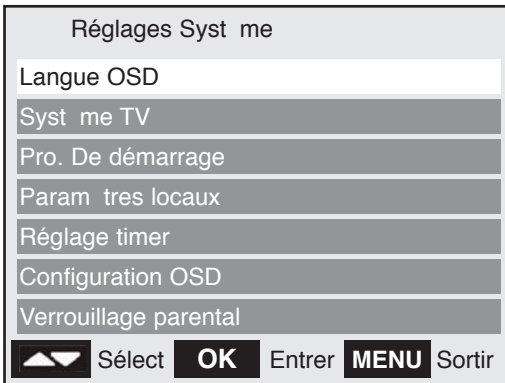 Réglages Syst me
Langue OSD
Syst me TV
Pro. De démarrage
Param tres locaux
Réglage timer
Configuration OSD
Verrouillage parental
Sélect OK Entrer MENU Sortir